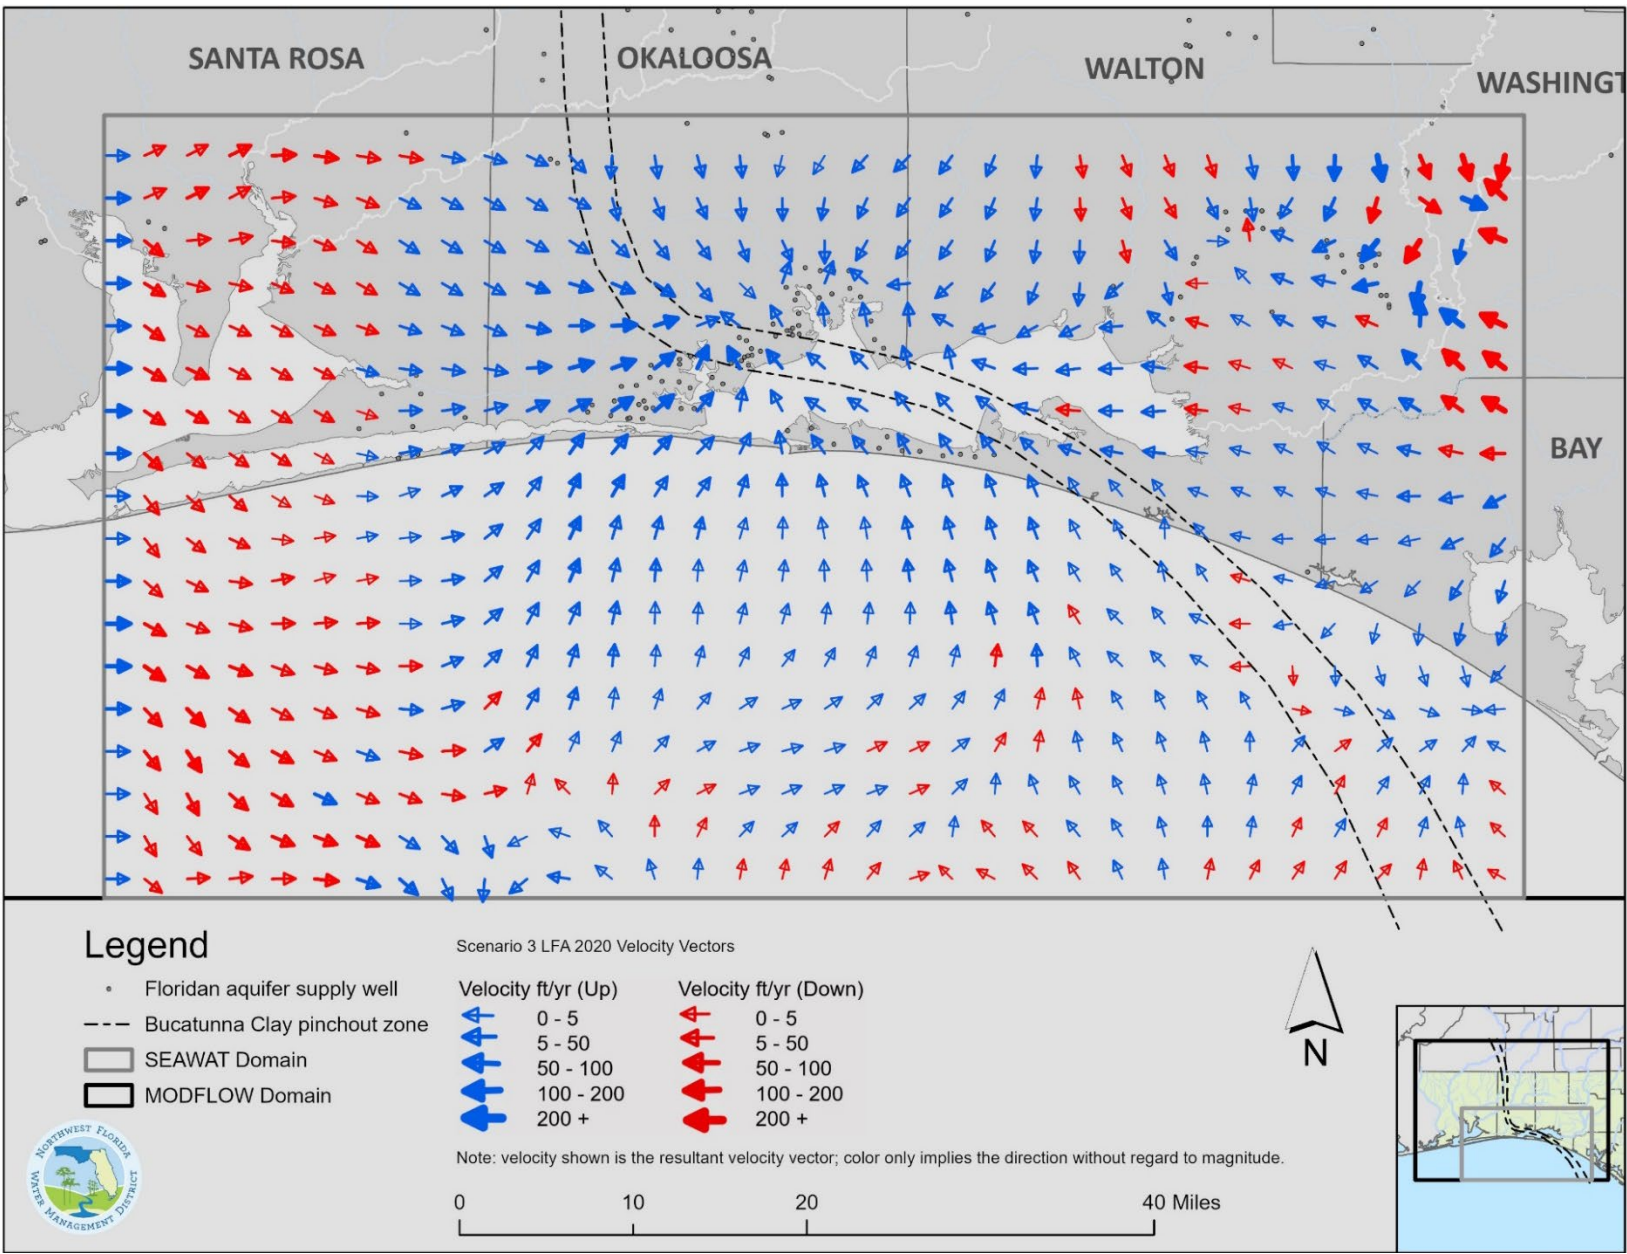 SANTA ROSA
OKALOOSA
WALTON
WASHINGT
BAY
Legend
Floridan aquifer supply well
Bucatunna Clay pinchout zone
SEAWAT Domain
MODFLOW Domain
Scenario 3 LFA 2020 Velocity Vectors
Velocity ft/yr (Up)
0 - 5
5 - 50
50 - 100
100 - 200
200 +
Velocity ft/yr (Down)
0 - 5
5 - 50
50 - 100
100 - 200
200 +
Note: velocity shown is the resultant velocity vector; color only implies the direction without regard to magnitude.
0 10 20 40 Miles
N
NORTHWEST FLORIDA
WATER MANAGEMENT DISTRICT